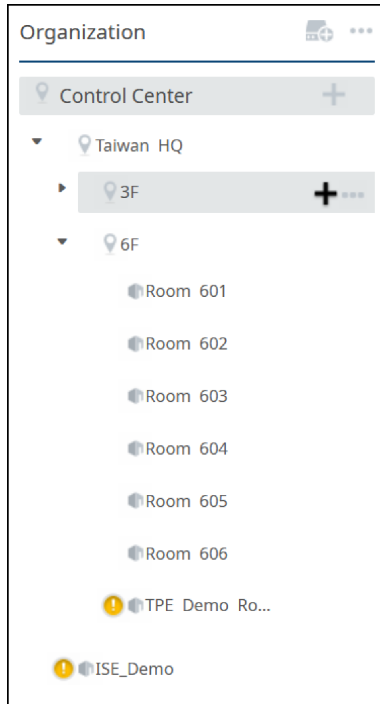 Organization
Control Center
Taiwan HQ
3F
6F
Room 601
Room 602
Room 603
Room 604
Room 605
Room 606
TPE Demo Ro...
ISE_Demo